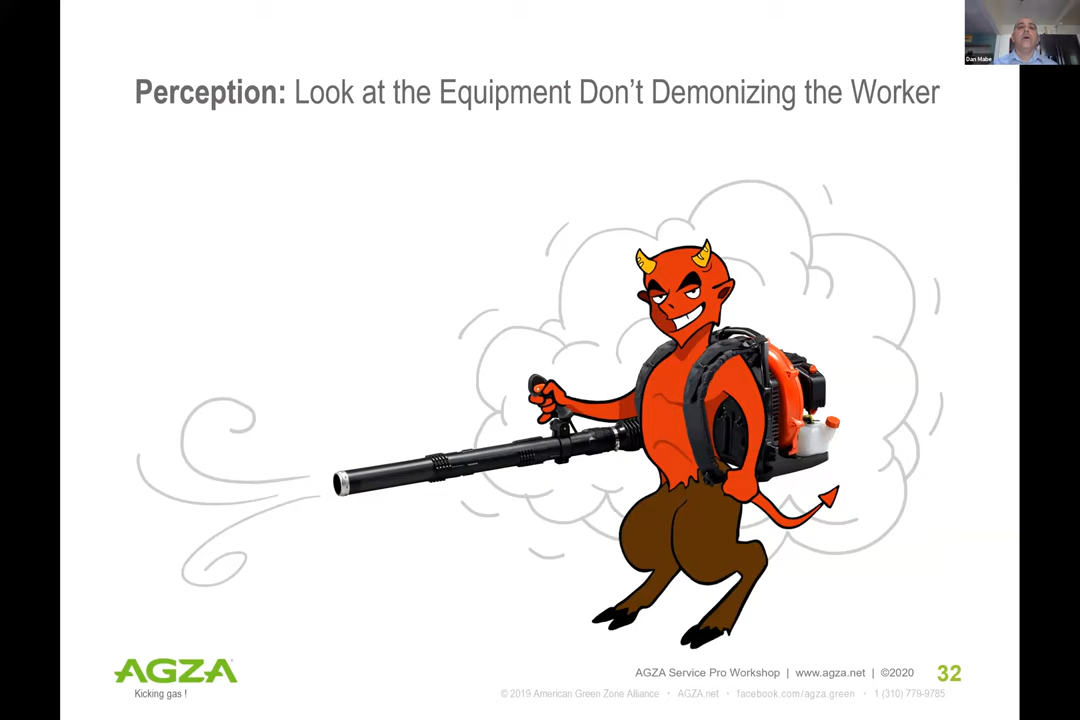 Dan Mabe
Perception: Look at the Equipment Don't Demonizing the Worker
AGZA
Kicking gas !
AGZA Service Pro Workshop | www.agza.net | ©2020
32
© 2019 American Green Zone Alliance • AGZA.net • facebook.com/agza.green • 1 (310) 779-9785